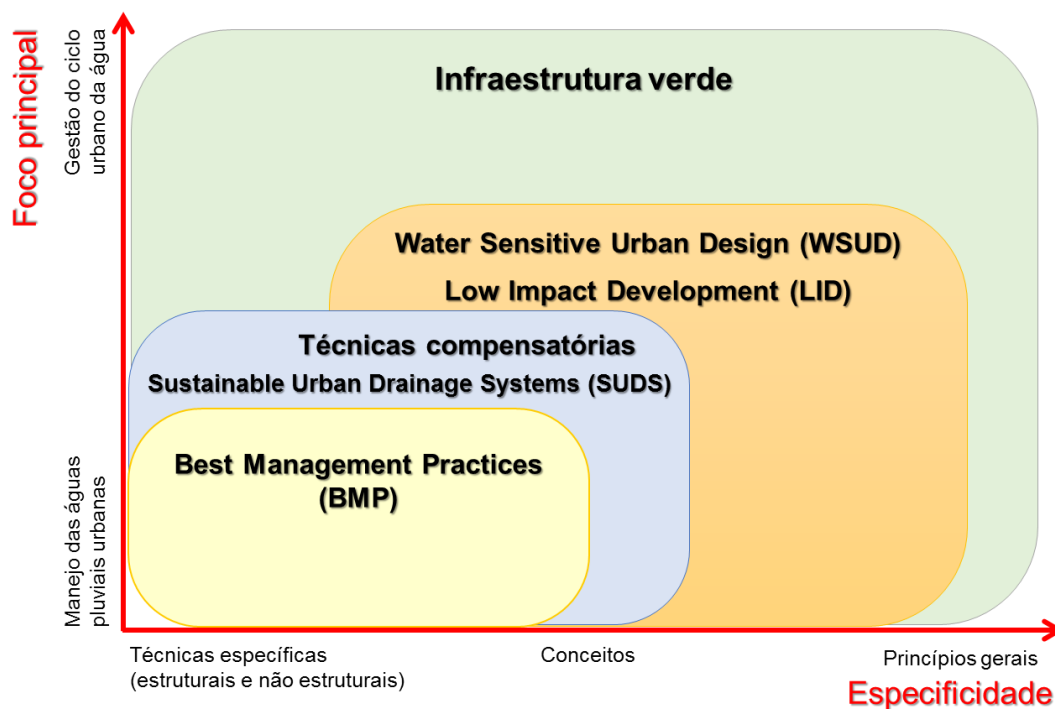 Foco principal
Gestão do ciclo
urbano da água
Infraestrutura verde
Water Sensitive Urban Design (WSUD)
Low Impact Development (LID)
Técnicas compensatórias
Sustainable Urban Drainage Systems (SUDS)
Best Management Practices
(BMP)
Manejo das águas
pluviais urbanas
Técnicas específicas
(estruturais e não estruturais)
Conceitos
Princípios gerais
Especificidade